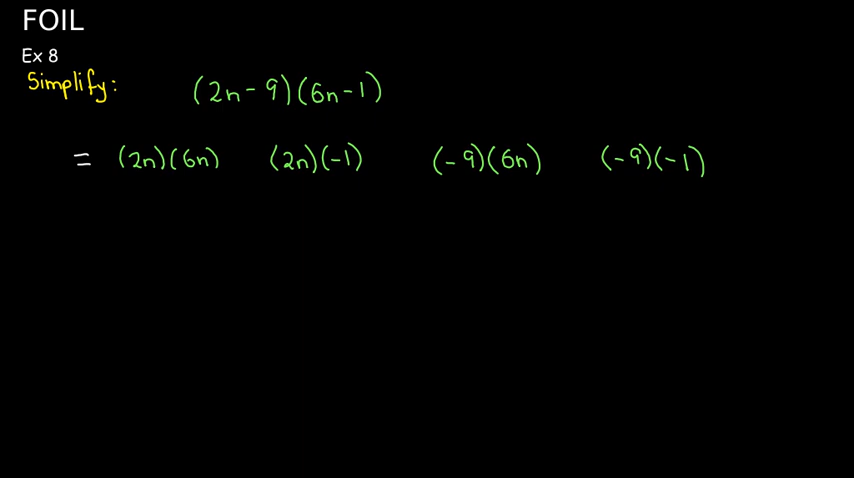 FOIL
Ex 8
Simplify: (2n-9)(6n-1)
= (2n)(6n) (2n)(-1) (-9)(6n) (-9)(-1)